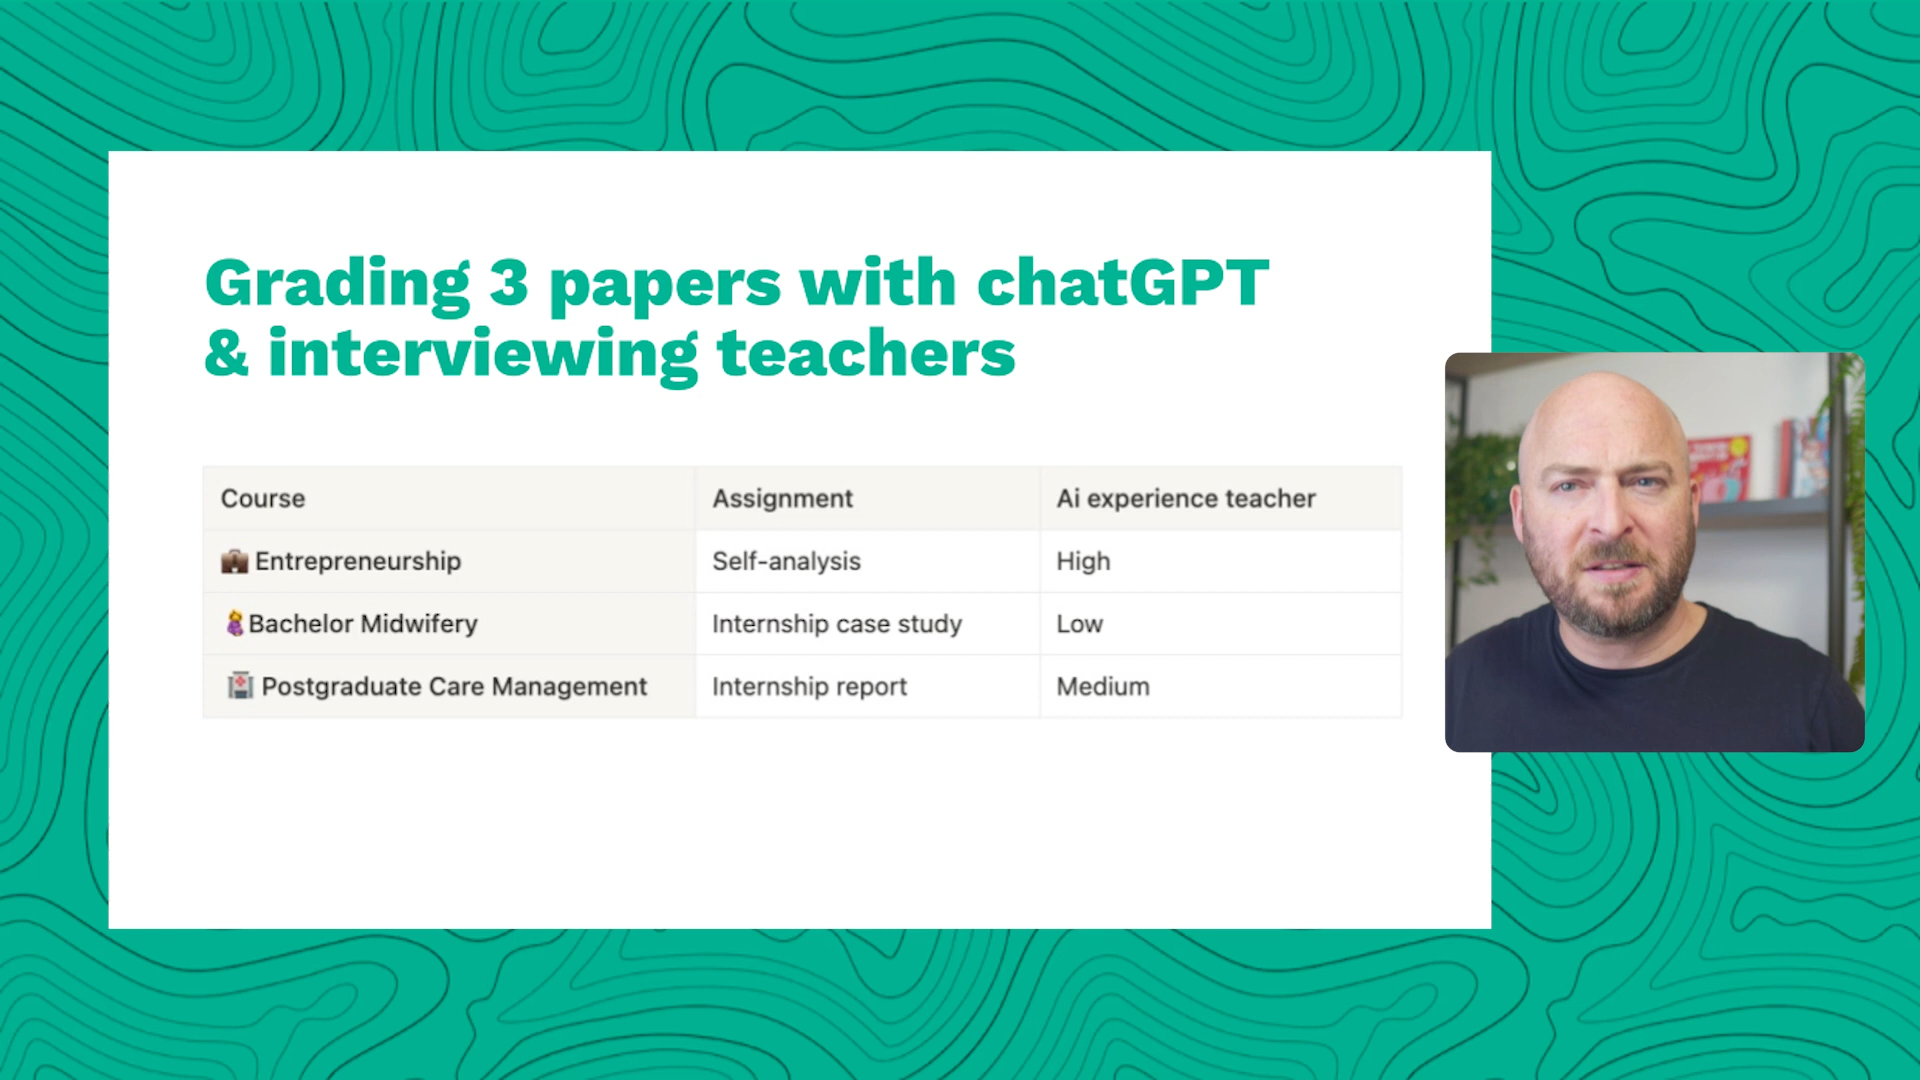 Grading 3 papers with chatGPT
& interviewing teachers
Course Assignment Ai experience teacher
Entrepreneurship Self-analysis High
Bachelor Midwifery Internship case study Low
Postgraduate Care Management Internship report Medium